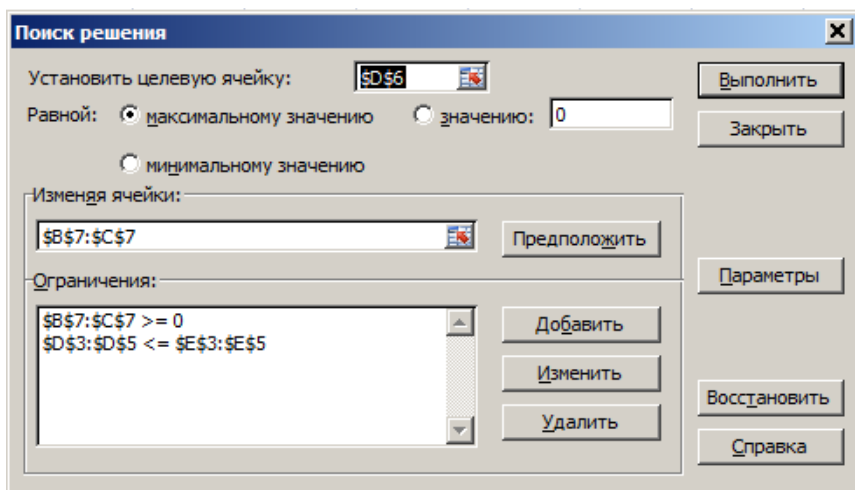 Поиск решения
Установить целевую ячейку: $D$6
Выполнить
Равной: максимальному значению значению: 0
Закрыть
минимальному значению
Изменяя ячейки:
$B$7:$C$7
Предположить
Ограничения:
Параметры
$B$7:$C$7 >= 0
$D$3:$D$5 <= $E$3:$E$5
Добавить
Изменить
Удалить
Восстановить
Справка